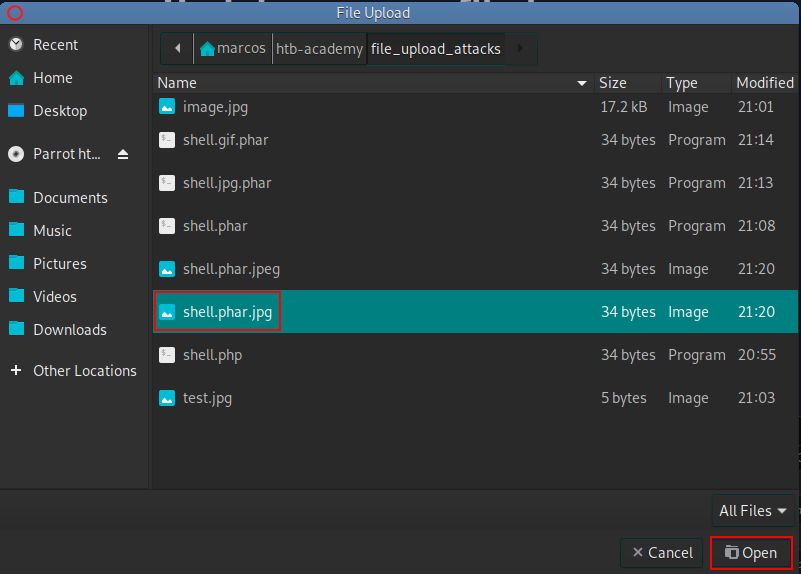 File Upload
Recent
Home
Desktop
Parrot ht...
Documents
Music
Pictures
Videos
Downloads
Other Locations
marcos htb-academy file_upload_attacks
Name Size Type Modified
image.jpg 17.2 kB Image 21:01
shell.gif.phar 34 bytes Program 21:14
shell.jpg.phar 34 bytes Program 21:13
shell.phar 34 bytes Program 21:08
shell.phar.jpeg 34 bytes Image 21:20
shell.phar.jpg 34 bytes Image 21:20
shell.php 34 bytes Program 20:55
test.jpg 5 bytes Image 21:03
All Files
Cancel Open